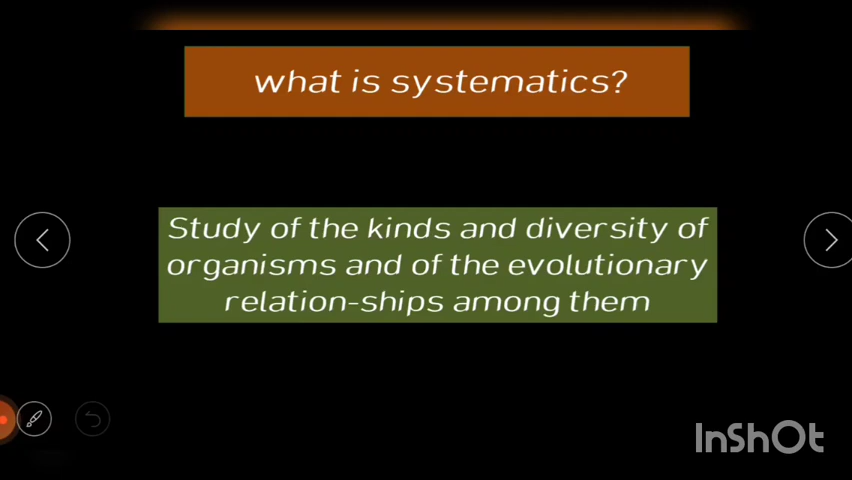 what is systematics?
Study of the kinds and diversity of
organisms and of the evolutionary
relation-ships among them
InShOt